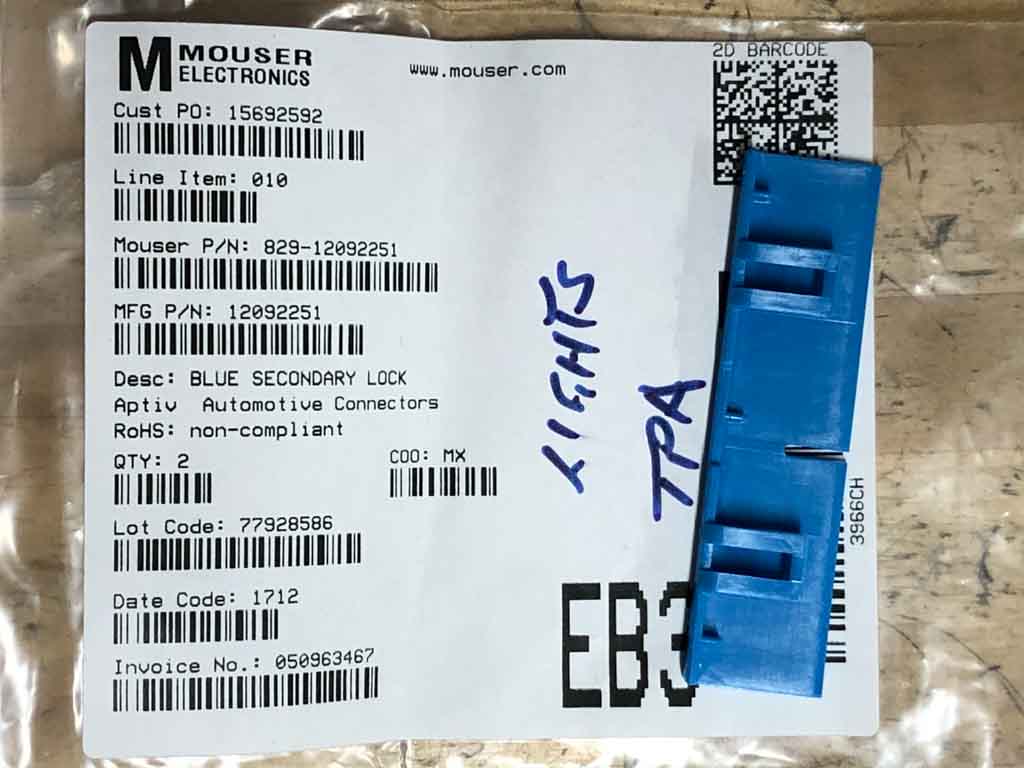 MOUSER
ELECTRONICS
www.mouser.com
2D BARCODE
Cust PO: 15692592
Line Item: 010
Mouser P/N: 829-12092251
MFG P/N: 12092251
Desc: BLUE SECONDARY LOCK
Aptiv Automotive Connectors
RoHS: non-compliant
QTY: 2
COO: MX
Lot Code: 77928586
Date Code: 1712
Invoice No.: 050963467
LIGHTS
TPA
EB3
3966CH